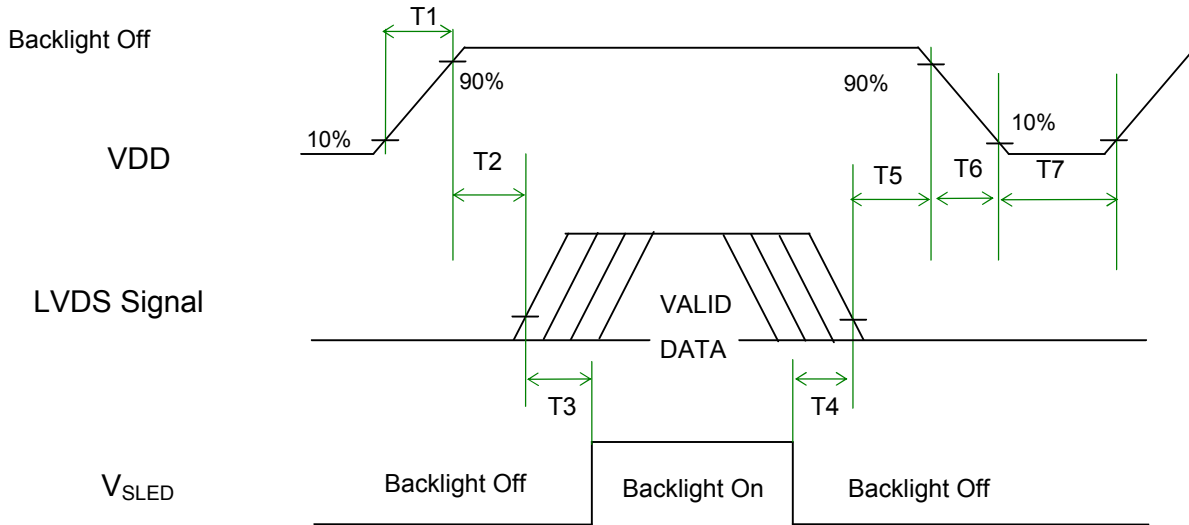 T1
Backlight Off
90%
90%
10%
10%
VDD
T2
T5
T6
T7
LVDS Signal
VALID
DATA
T3
T4
VSLED
Backlight Off
Backlight On
Backlight Off